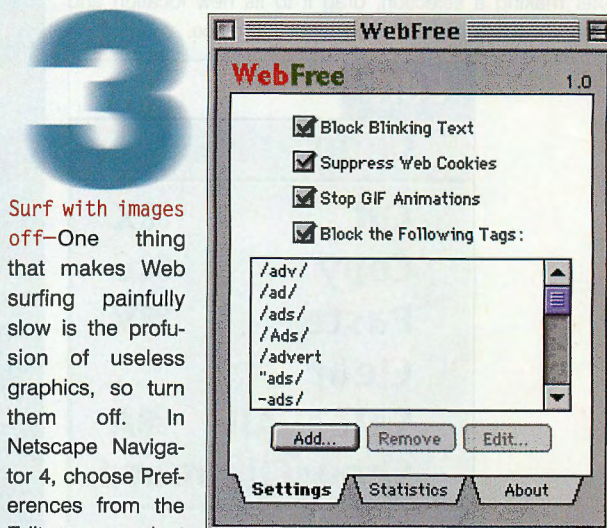 3
Surf with images
off—One thing
that makes Web
surfing painfully
slow is the profu-
sion of useless
graphics, so turn
them off. In
Netscape Naviga-
tor 4, choose Pref-
erences from the
WebFree
WebFree
1.0
Block Blinking Text
Suppress Web Cookies
Stop GIF Animations
Block the Following Tags:
/adv/
/ad/
/ads/
/Ads/
/advert
"ads/
-ads/
Add... Remove Edit...
Settings Statistics About